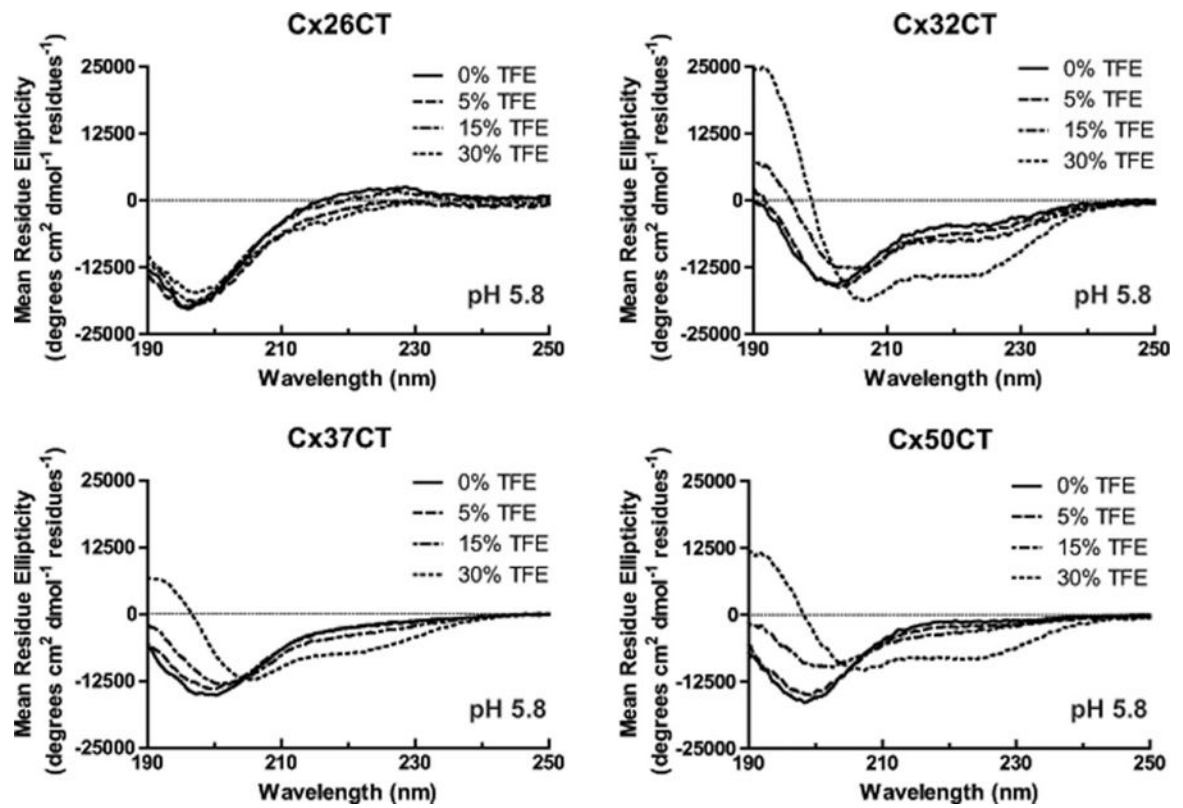 Cx26CT
Mean Residue Ellipticity
(degrees cm² dmol⁻¹ residues⁻¹)
25000
12500
0
-12500
-25000
0% TFE
5% TFE
15% TFE
30% TFE
pH 5.8
190
210
230
250
Wavelength (nm)
Cx32CT
Mean Residue Ellipticity
(degrees cm² dmol⁻¹ residues⁻¹)
25000
12500
0
-12500
-25000
0% TFE
5% TFE
15% TFE
30% TFE
pH 5.8
190
210
230
250
Wavelength (nm)
Cx37CT
Mean Residue Ellipticity
(degrees cm² dmol⁻¹ residues⁻¹)
25000
12500
0
-12500
-25000
0% TFE
5% TFE
15% TFE
30% TFE
pH 5.8
190
210
230
250
Wavelength (nm)
Cx50CT
Mean Residue Ellipticity
(degrees cm² dmol⁻¹ residues⁻¹)
25000
12500
0
-12500
-25000
0% TFE
5% TFE
15% TFE
30% TFE
pH 5.8
190
210
230
250
Wavelength (nm)